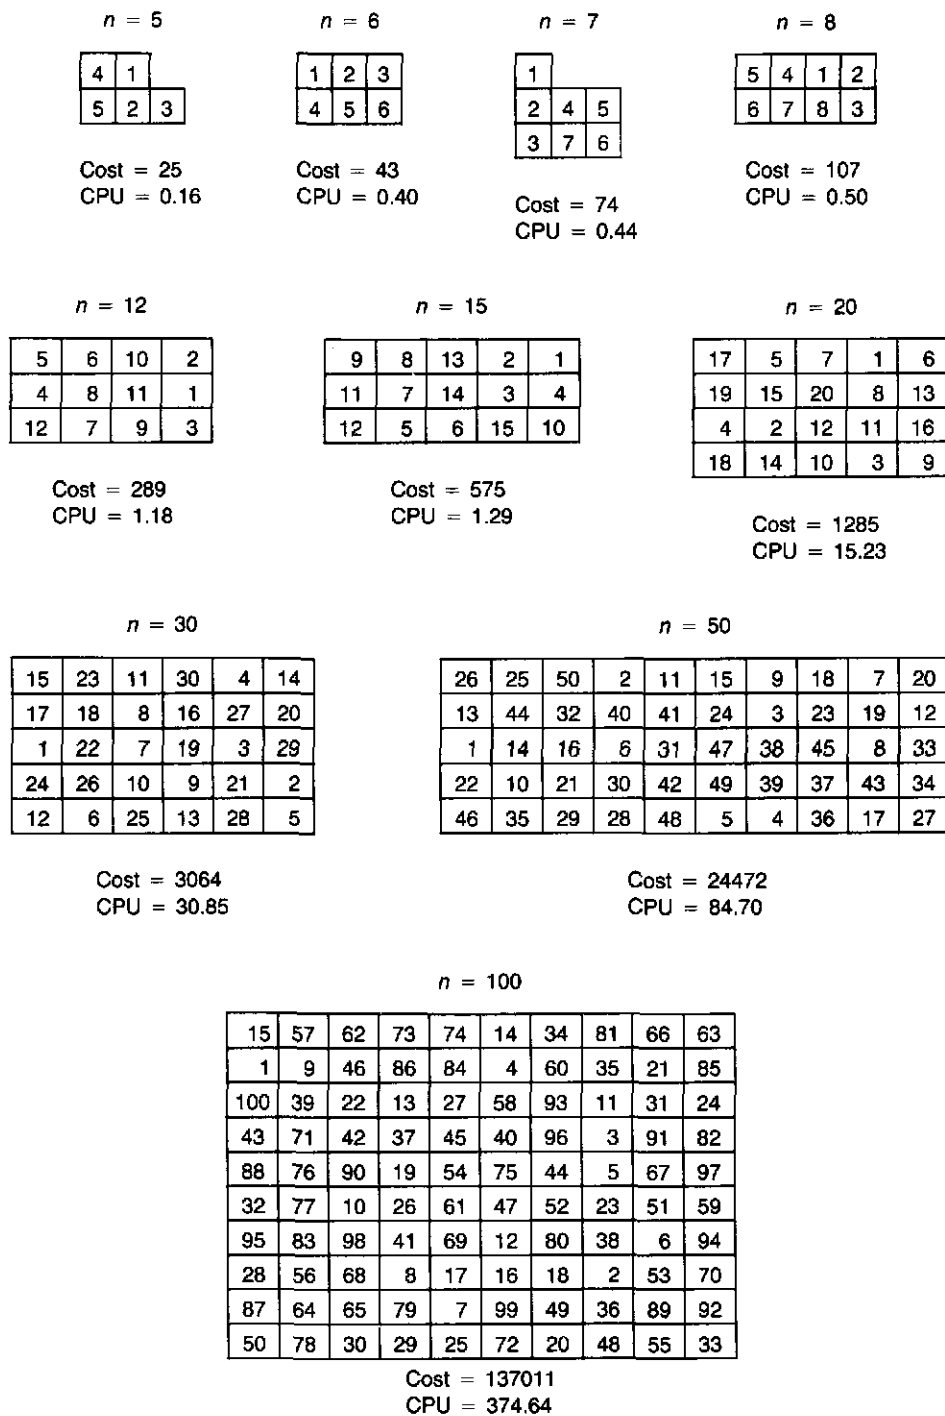 n = 5
4 1
5 2 3
Cost = 25
CPU = 0.16
n = 6
1 2 3
4 5 6
Cost = 43
CPU = 0.40
n = 7
1
2 4 5
3 7 6
Cost = 74
CPU = 0.44
n = 8
5 4 1 2
6 7 8 3
Cost = 107
CPU = 0.50
n = 12
5 6 10 2
4 8 11 1
12 7 9 3
Cost = 289
CPU = 1.18
n = 15
9 8 13 2 1
11 7 14 3 4
12 5 6 15 10
Cost = 575
CPU = 1.29
n = 20
17 5 7 1 6
19 15 20 8 13
4 2 12 11 16
18 14 10 3 9
Cost = 1285
CPU = 15.23
n = 30
15 23 11 30 4 14
17 18 8 16 27 20
1 22 7 19 3 29
24 26 10 9 21 2
12 6 25 13 28 5
Cost = 3064
CPU = 30.85
n = 50
26 25 50 2 11 15 9 18 7 20
13 44 32 40 41 24 3 23 19 12
1 14 16 6 31 47 38 45 8 33
22 10 21 30 42 49 39 37 43 34
46 35 29 28 48 5 4 36 17 27
Cost = 24472
CPU = 84.70
n = 100
15 57 62 73 74 14 34 81 66 63
1 9 46 86 84 4 60 35 21 85
100 39 22 13 27 58 93 11 31 24
43 71 42 37 45 40 96 3 91 82
88 76 90 19 54 75 44 5 67 97
32 77 10 26 61 47 52 23 51 59
95 83 98 41 69 12 80 38 6 94
28 56 68 8 17 16 18 2 53 70
87 64 65 79 7 99 49 36 89 92
50 78 30 29 25 72 20 48 55 33
Cost = 137011
CPU = 374.64